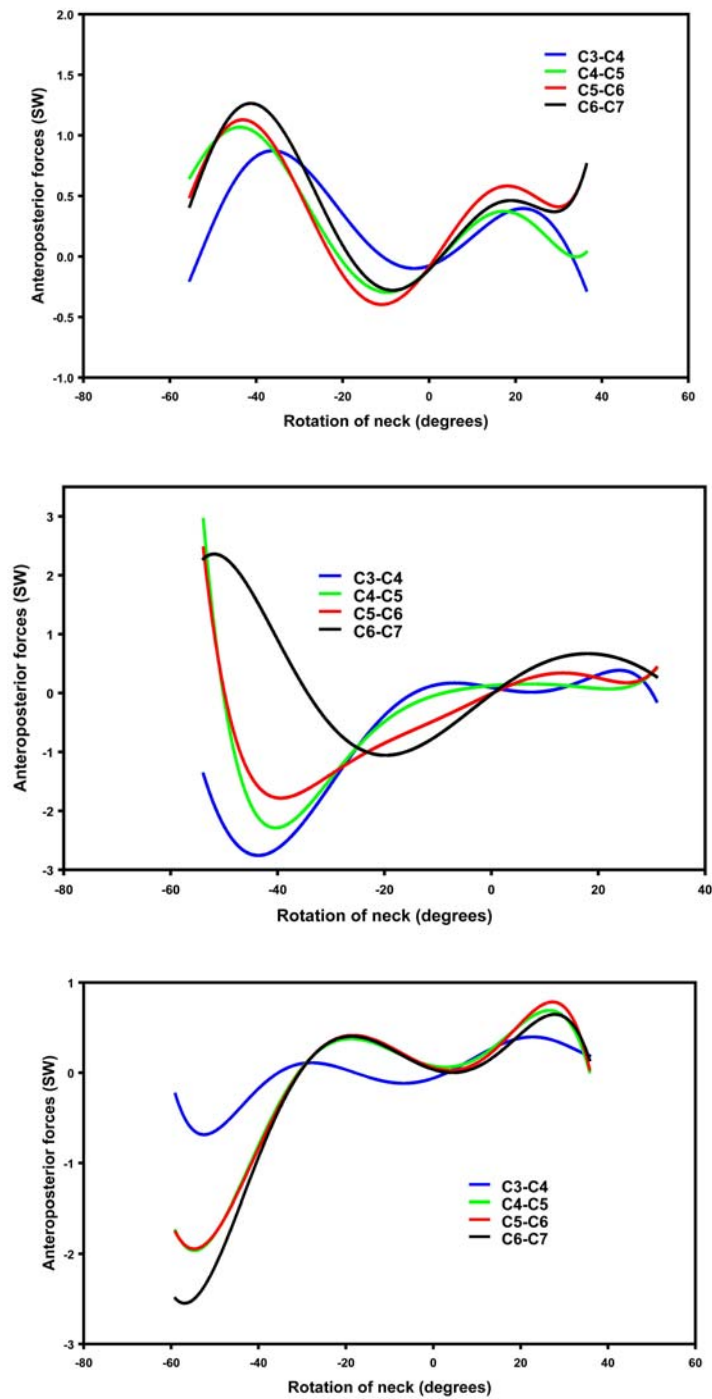 2.0
1.5
1.0
0.5
0.0
-0.5
-1.0
Anteroposterior forces (SW)
C3-C4
C4-C5
C5-C6
C6-C7
-80 -60 -40 -20 0 20 40 60
Rotation of neck (degrees)
3
2
1
0
-1
-2
-3
Anteroposterior forces (SW)
C3-C4
C4-C5
C5-C6
C6-C7
-80 -60 -40 -20 0 20 40
Rotation of neck (degrees)
1
0
-1
-2
-3
Anteroposterior forces (SW)
C3-C4
C4-C5
C5-C6
C6-C7
-80 -60 -40 -20 0 20 40 60
Rotation of neck (degrees)